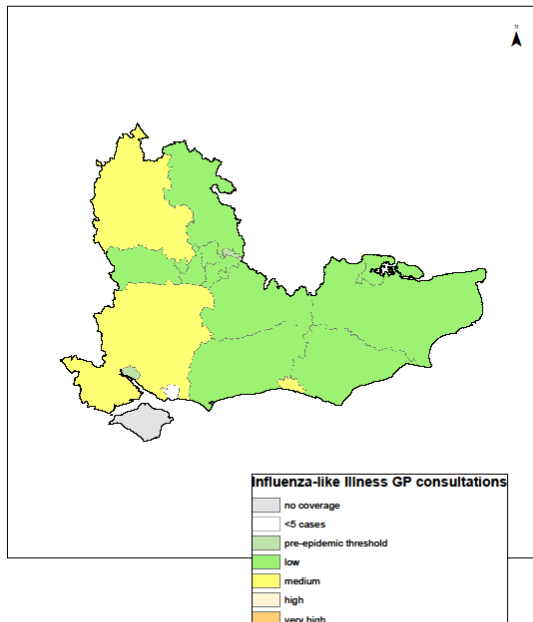 N
Influenza-like Illness GP consultations
no coverage
<5 cases
pre-epidemic threshold
low
medium
high
very high